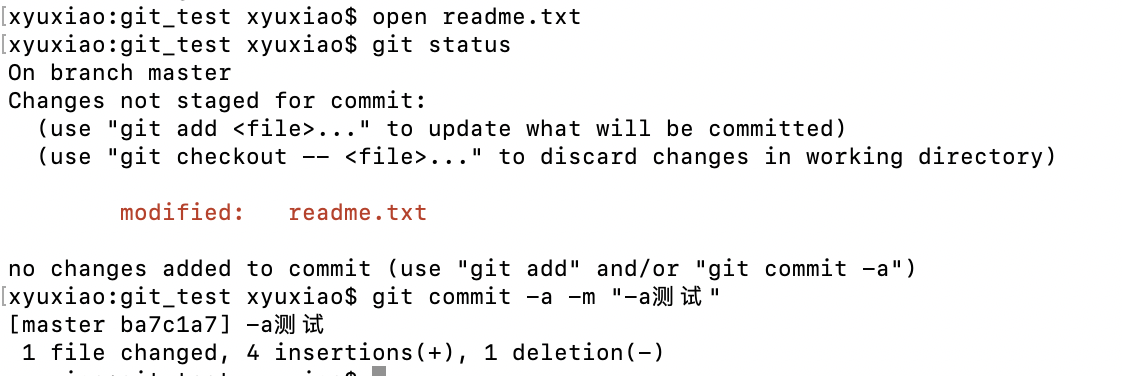 [xyuxiao:git_test xyuxiao$ open readme.txt
[xyuxiao:git_test xyuxiao$ git status
On branch master
Changes not staged for commit:
  (use "git add <file>..." to update what will be committed)
  (use "git checkout -- <file>..." to discard changes in working directory)
        modified:   readme.txt
no changes added to commit (use "git add" and/or "git commit -a")
[xyuxiao:git_test xyuxiao$ git commit -a -m "-a测试"
[master ba7c1a7] -a测试
 1 file changed, 4 insertions(+), 1 deletion(-)